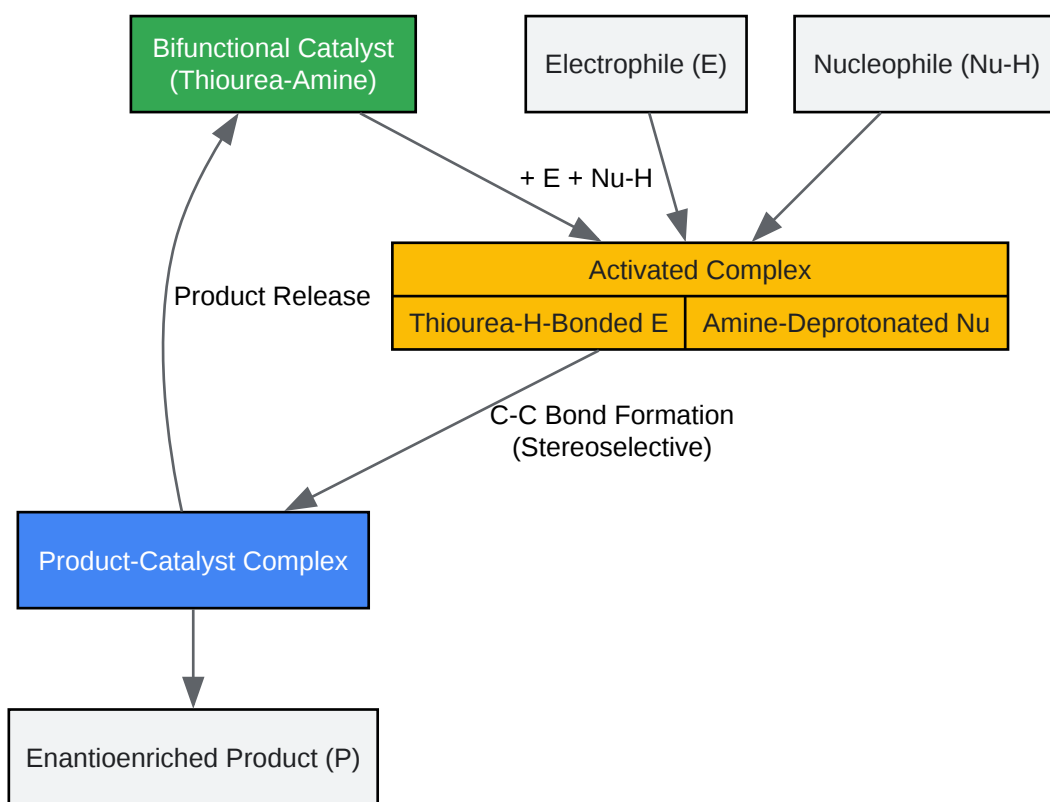 Bifunctional Catalyst
(Thiourea-Amine)
Electrophile (E)
Nucleophile (Nu-H)
+ E + Nu-H
Activated Complex
Thiourea-H-Bonded E
Amine-Deprotonated Nu
Product Release
C-C Bond Formation
(Stereoselective)
Product-Catalyst Complex
Enantioenriched Product (P)